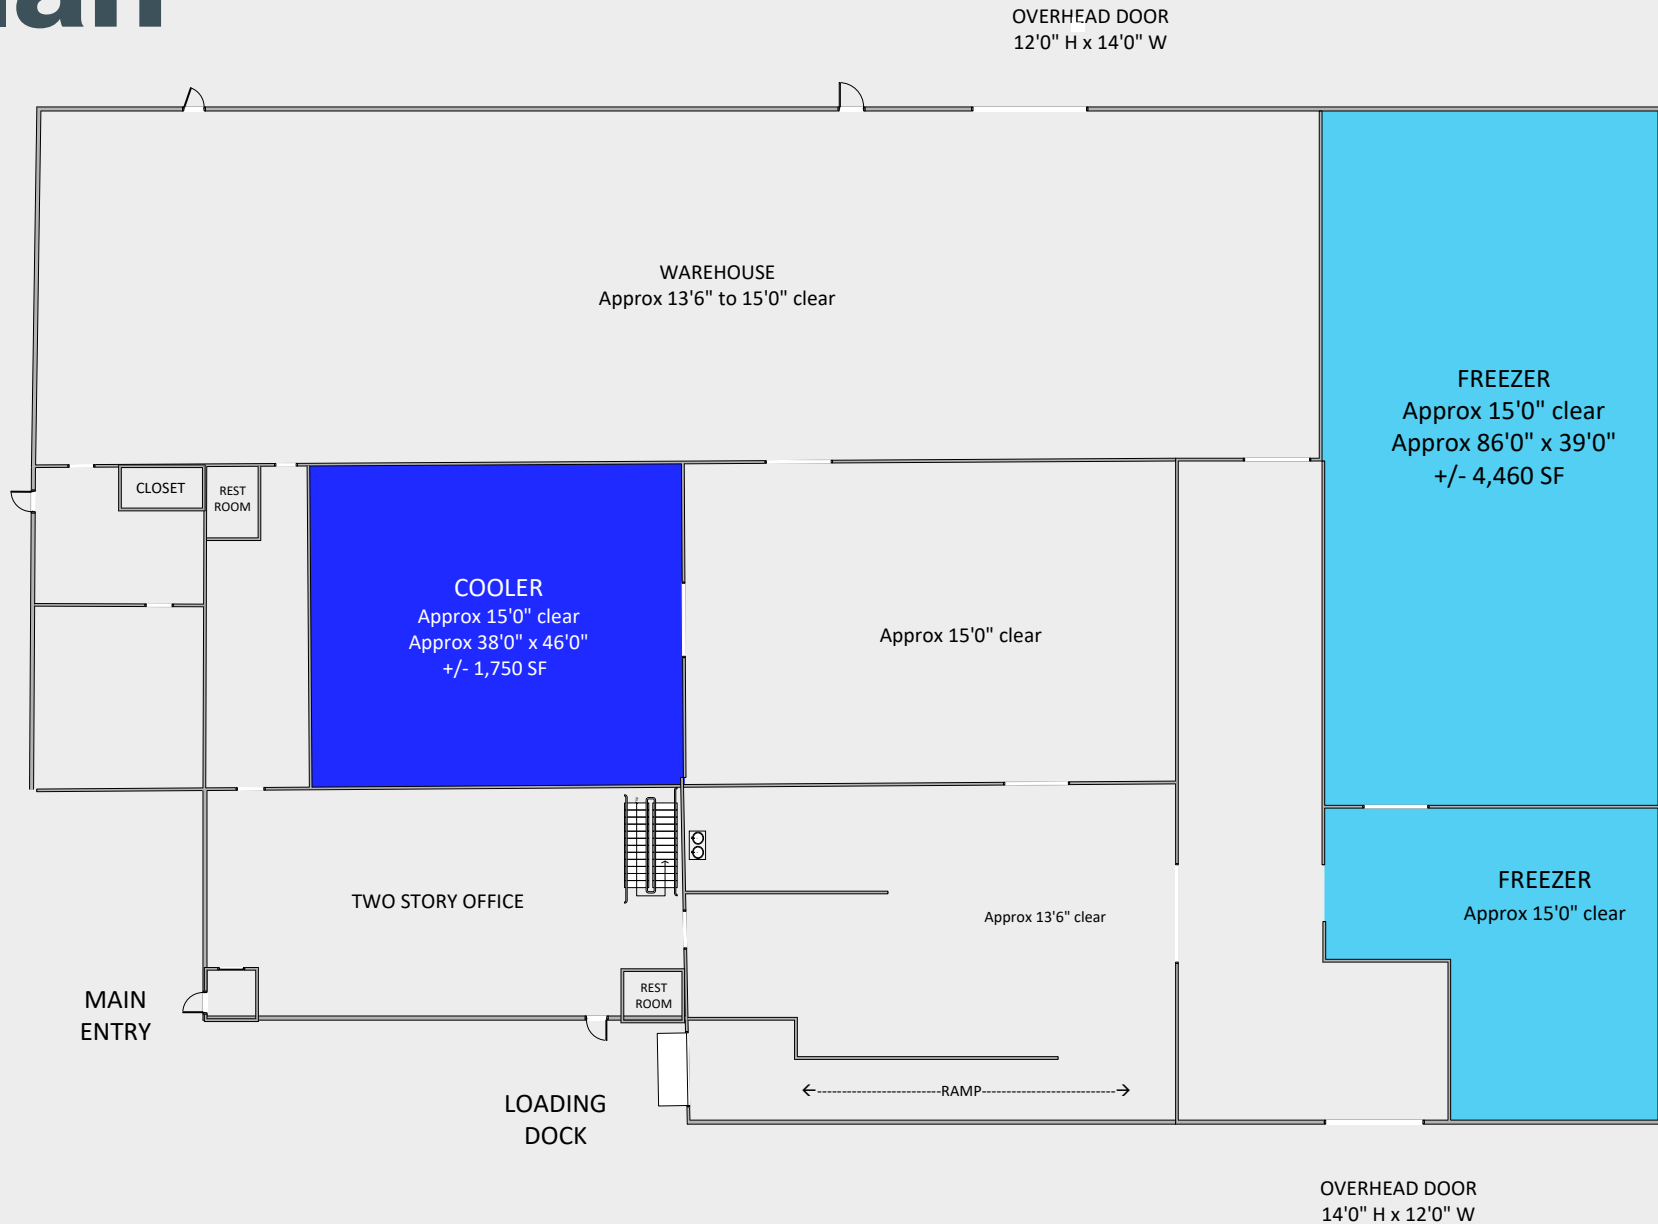 OVERHEAD DOOR
12'0" H x 14'0" W
WAREHOUSE
Approx 13'6" to 15'0" clear
FREEZER
Approx 15'0" clear
Approx 86'0" x 39'0"
+/- 4,460 SF
CLOSET
REST
ROOM
COOLER
Approx 15'0" clear
Approx 38'0" x 46'0"
+/- 1,750 SF
Approx 15'0" clear
TWO STORY OFFICE
Approx 13'6" clear
FREEZER
Approx 15'0" clear
REST
ROOM
MAIN
ENTRY
LOADING
DOCK
RAMP
OVERHEAD DOOR
14'0" H x 12'0" W